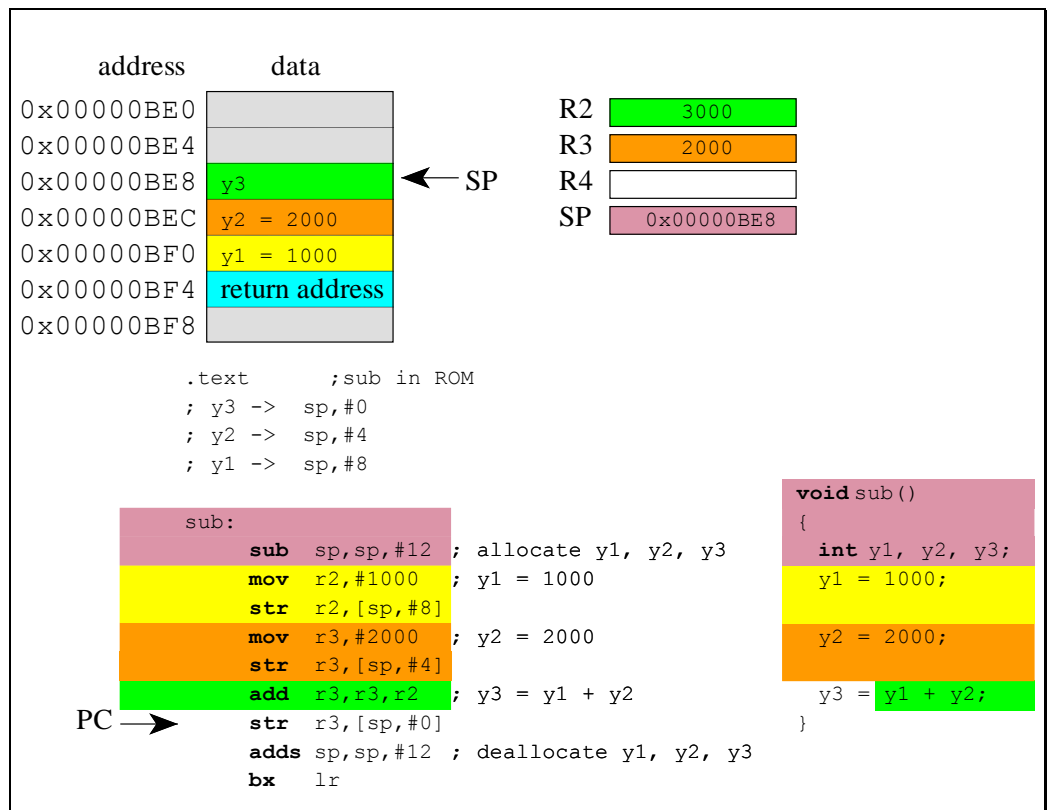 address data
0x00000BE0
0x00000BE4
0x00000BE8 y3 SP
0x00000BEC y2 = 2000
0x00000BF0 y1 = 1000
0x00000BF4 return address
0x00000BF8
R2 3000
R3 2000
R4
SP 0x00000BE8
.text ;sub in ROM
; y3 -> sp,#0
; y2 -> sp,#4
; y1 -> sp,#8
sub:
sub sp,sp,#12 ; allocate y1, y2, y3
mov r2,#1000 ; y1 = 1000
str r2,[sp,#8]
mov r3,#2000 ; y2 = 2000
str r3,[sp,#4]
add r3,r3,r2 ; y3 = y1 + y2
PC str r3,[sp,#0]
adds sp,sp,#12 ; deallocate y1, y2, y3
bx lr
void sub()
{
int y1, y2, y3;
y1 = 1000;
y2 = 2000;
y3 = y1 + y2;
}